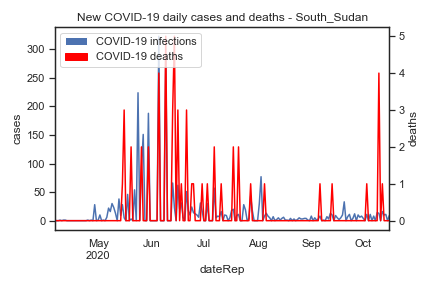 New COVID-19 daily cases and deaths - South_Sudan
COVID-19 infections
COVID-19 deaths
300
250
200
150
100
50
0
cases
5
4
3
2
1
0
deaths
May Jun Jul Aug Sep Oct
2020
dateRep